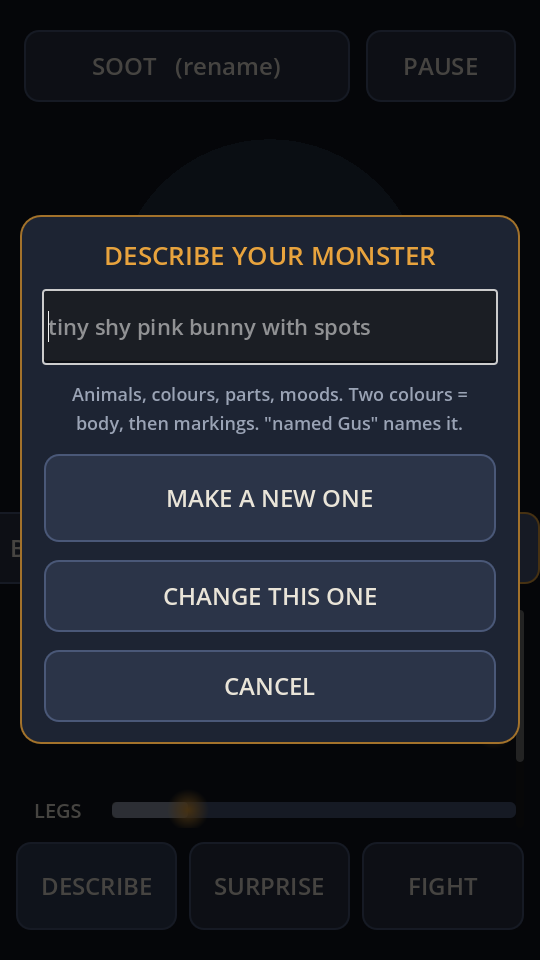 SOOT (rename)
PAUSE
DESCRIBE YOUR MONSTER
tiny shy pink bunny with spots
Animals, colours, parts, moods. Two colours =
body, then markings. "named Gus" names it.
MAKE A NEW ONE
CHANGE THIS ONE
CANCEL
LEGS
DESCRIBE
SURPRISE
FIGHT